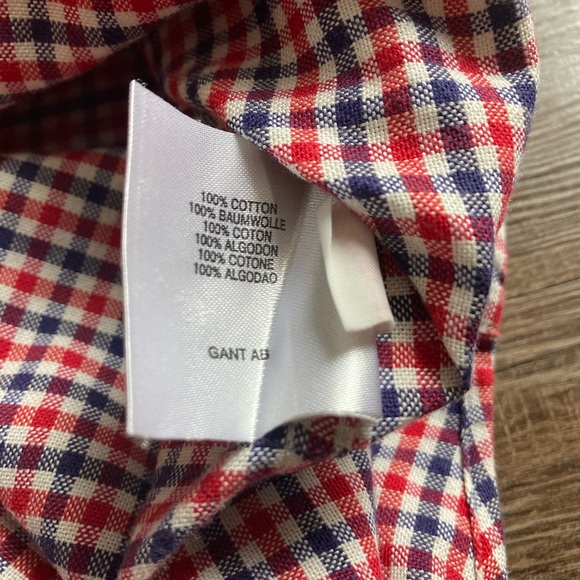 100% COTTON
100% BAUMWOLLE
100% COTON
100% ALGODON
100% COTONE
100% ALGODAO
GANT AB